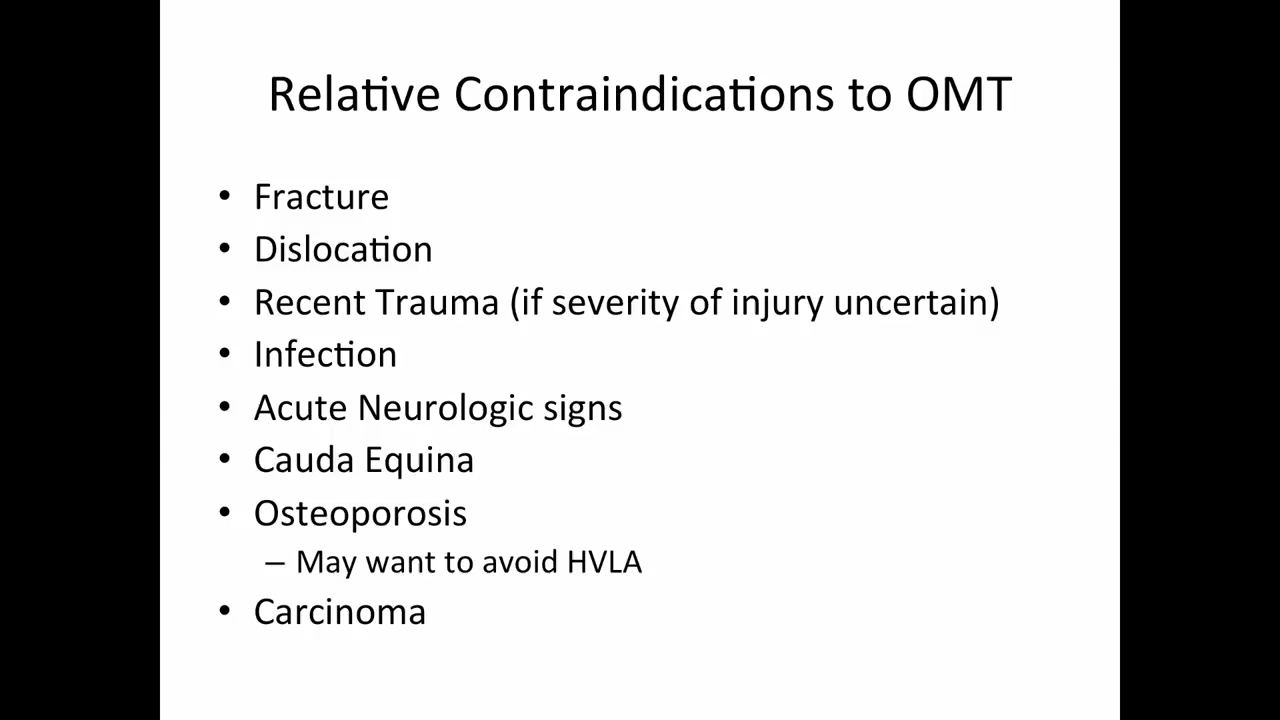 Relative Contraindications to OMT
• Fracture
• Dislocation
• Recent Trauma (if severity of injury uncertain)
• Infection
• Acute Neurologic signs
• Cauda Equina
• Osteoporosis
– May want to avoid HVLA
• Carcinoma